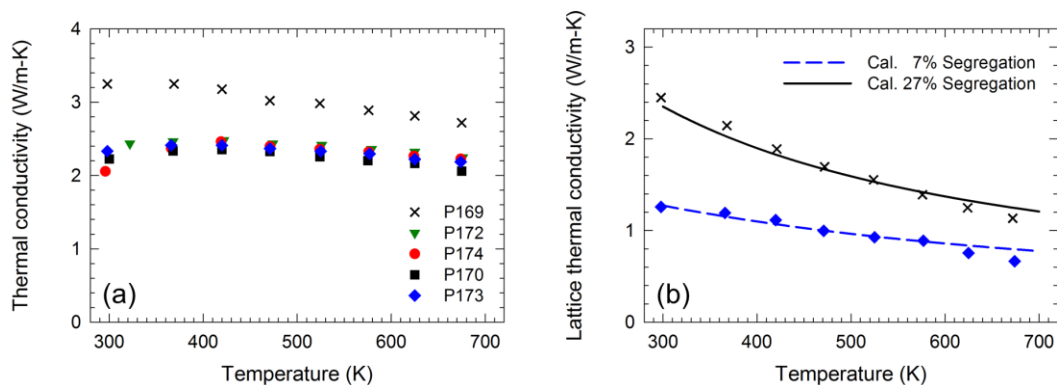 Thermal conductivity (W/m-K)
4
3
2
1
0
P169
P172
P174
P170
P173
(a)
300 400 500 600 700
Temperature (K)
Lattice thermal conductivity (W/m-K)
3
2
1
0
Cal. 7% Segregation
Cal. 27% Segregation
(b)
300 400 500 600 700
Temperature (K)